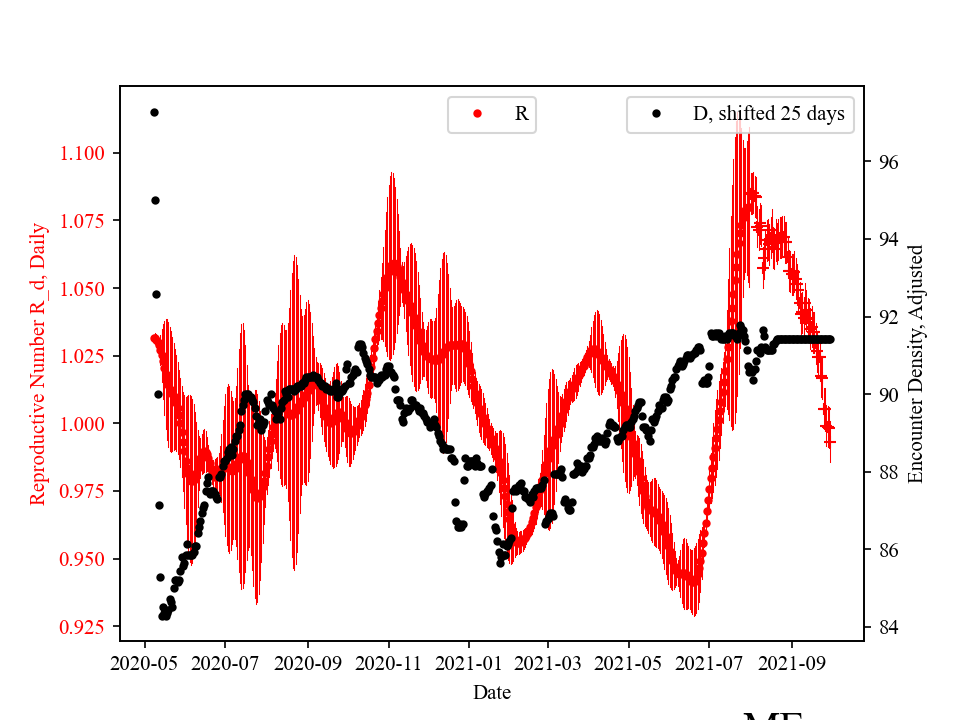 R
D, shifted 25 days
1.100
1.075
1.050
1.025
1.000
0.975
0.950
0.925
Reproductive Number R_d, Daily
96
94
92
90
88
86
84
Encounter Density, Adjusted
2020-05 2020-07 2020-09 2020-11 2021-01 2021-03 2021-05 2021-07 2021-09
Date
ME